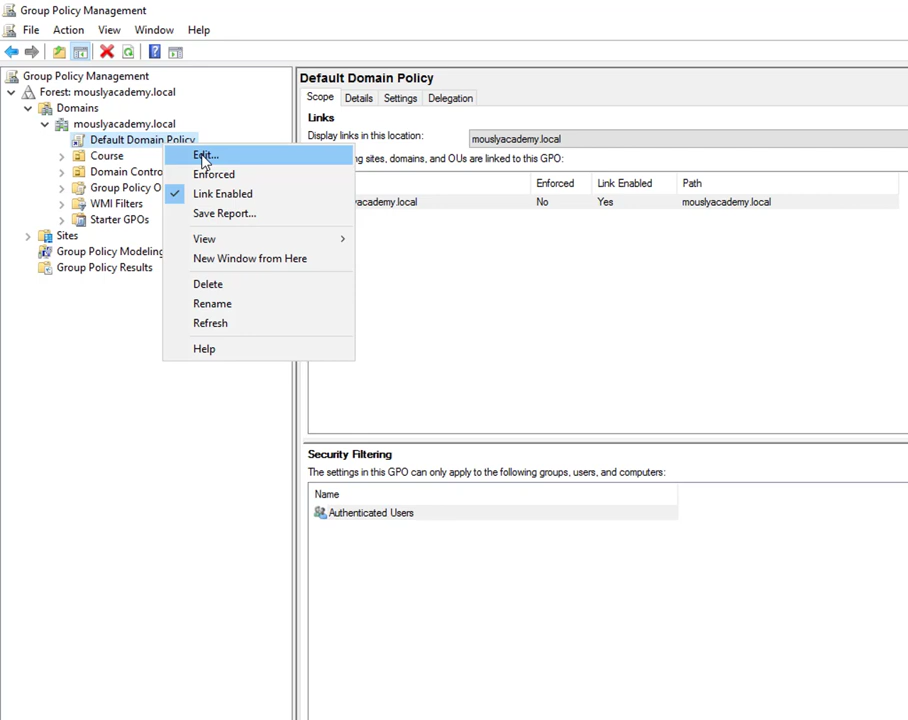 Group Policy Management
File Action View Window Help
Group Policy Management
Forest: mouslyacademy.local
Domains
mouslyacademy.local
Default Domain Policy
Course
Domain Contro
Group Policy O
WMI Filters
Starter GPOs
Sites
Group Policy Modeling
Group Policy Results
Edit...
Enforced
Link Enabled
Save Report...
View
New Window from Here
Delete
Rename
Refresh
Help
Default Domain Policy
Scope Details Settings Delegation
Links
Display links in this location: mouslyacademy.local
ng sites, domains, and OUs are linked to this GPO:
Enforced Link Enabled Path
yacademy.local No Yes mouslyacademy.local
Security Filtering
The settings in this GPO can only apply to the following groups, users, and computers:
Name
Authenticated Users